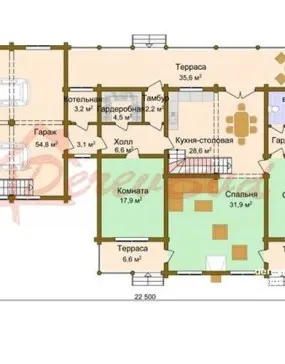 Терраса
35,6 м²
Котельная
3,2 м²
Гардеробная
4,5 м²
Тамбур
2,2 м²
Гараж
54,8 м²
3,1 м²
Холл
6,6 м²
Кухня-столовая
28,6 м²
Гар
Комната
17,9 м²
Спальня
31,9 м²
Терраса
6,6 м²
22 500